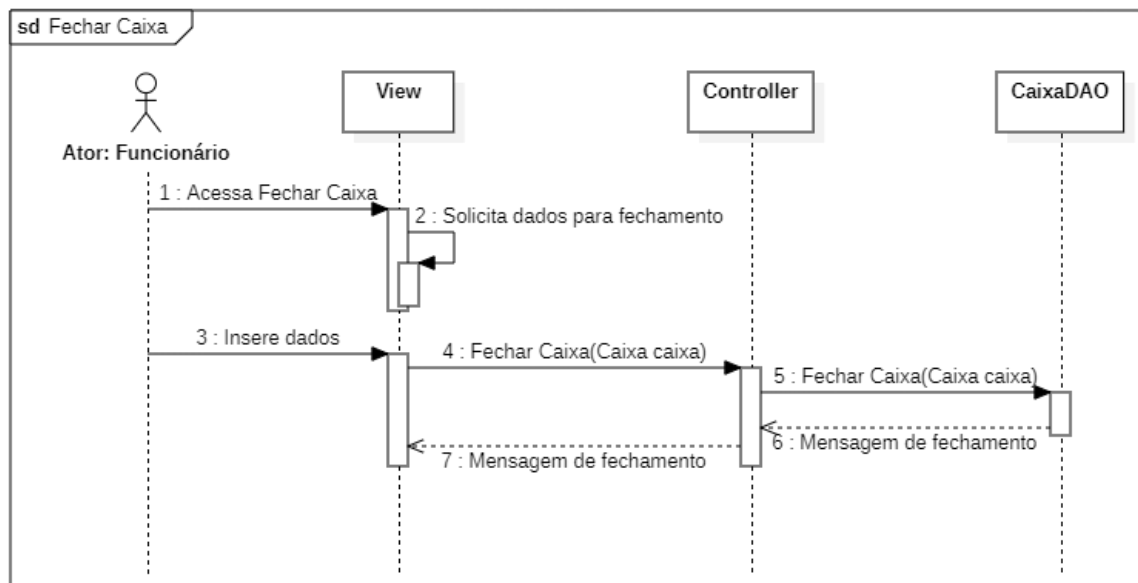 sd Fechar Caixa
View
Controller
CaixaDAO
Ator: Funcionário
1 : Acessa Fechar Caixa
2 : Solicita dados para fechamento
3 : Insere dados
4 : Fechar Caixa(Caixa caixa)
5 : Fechar Caixa(Caixa caixa)
6 : Mensagem de fechamento
7 : Mensagem de fechamento